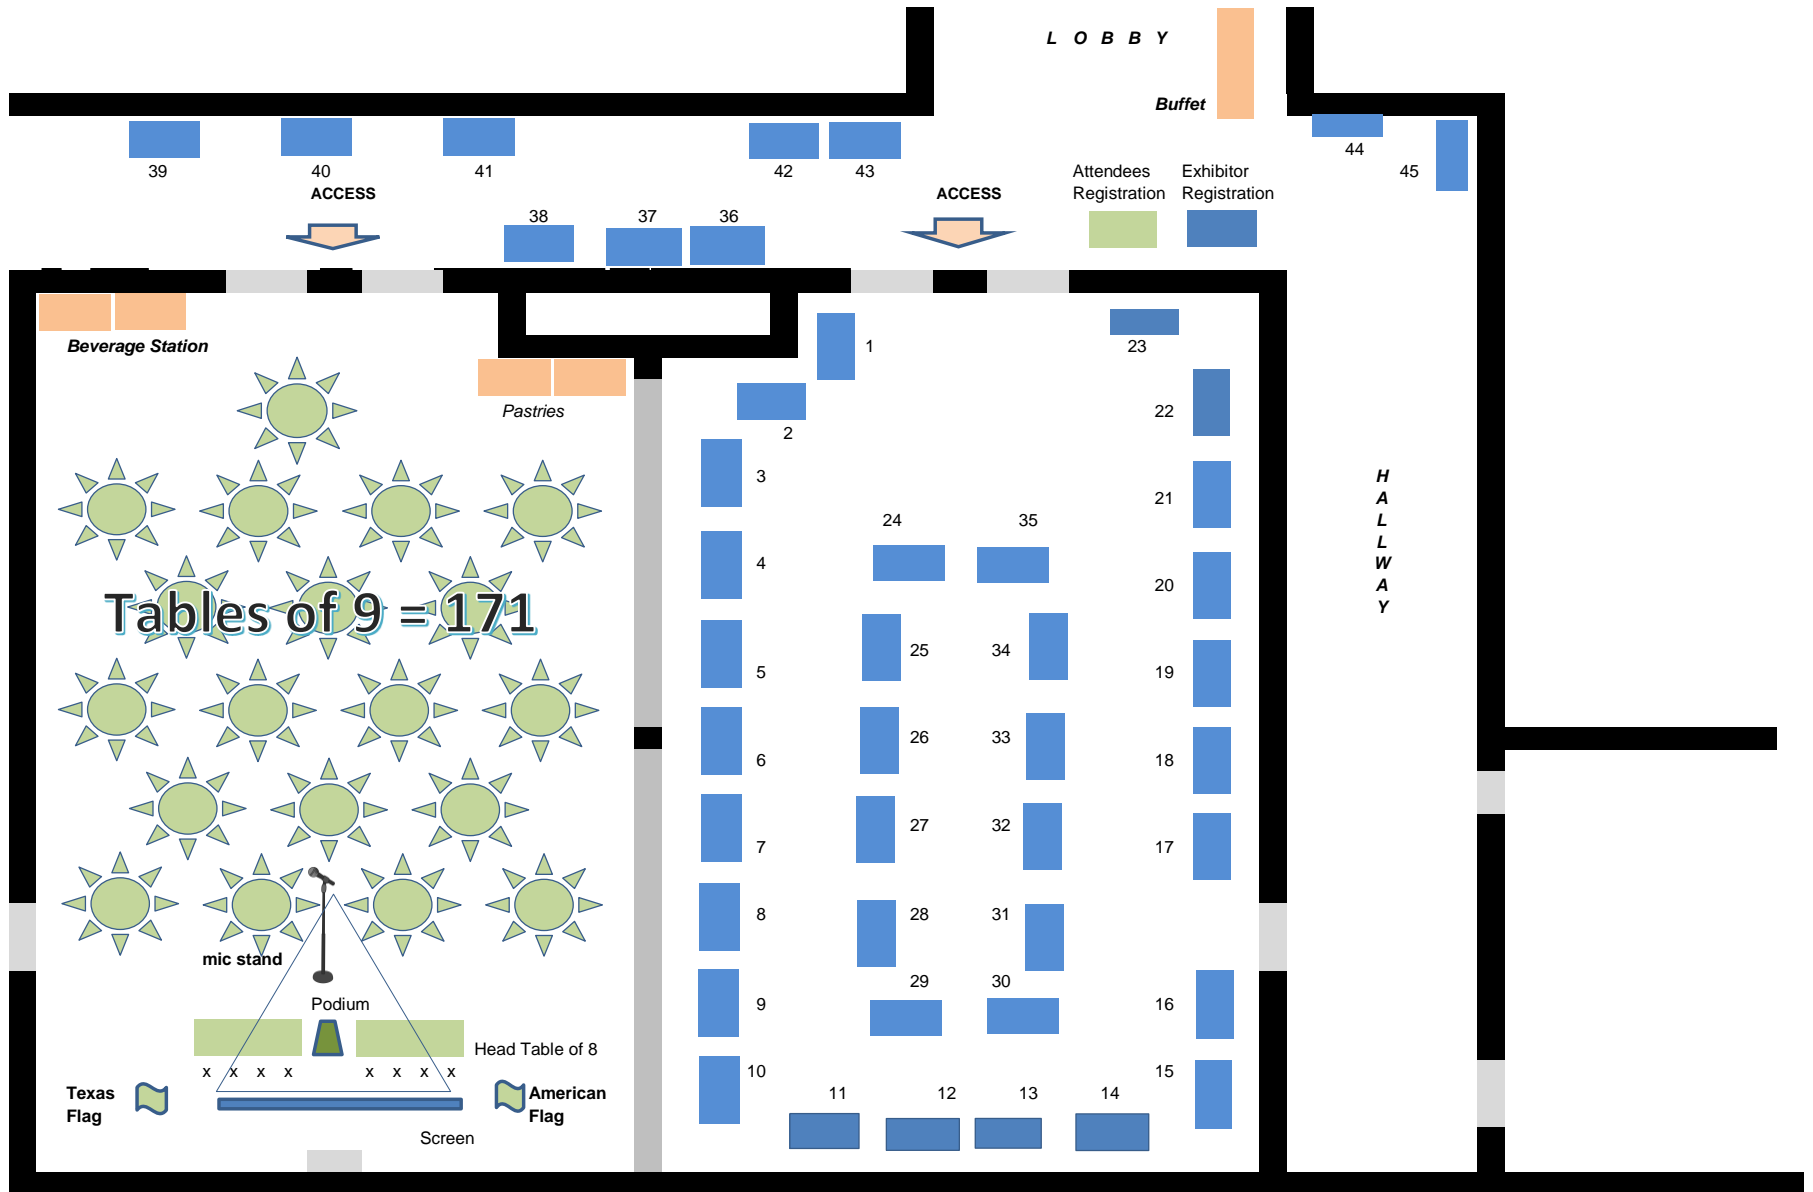 L O B B Y
Buffet
39
40
41
42
43
44
45
ACCESS
ACCESS
Attendees
Registration
Exhibitor
Registration
38
37
36
Beverage Station
Pastries
1
2
3
4
5
6
7
8
9
10
11
12
13
14
15
16
17
18
19
20
21
22
23
24
35
25
34
26
33
27
32
28
31
29
30
H
A
L
L
W
A
Y
Tables of 9 = 171
mic stand
Podium
Head Table of 8
x x x x x x x x
Texas
Flag
American
Flag
Screen